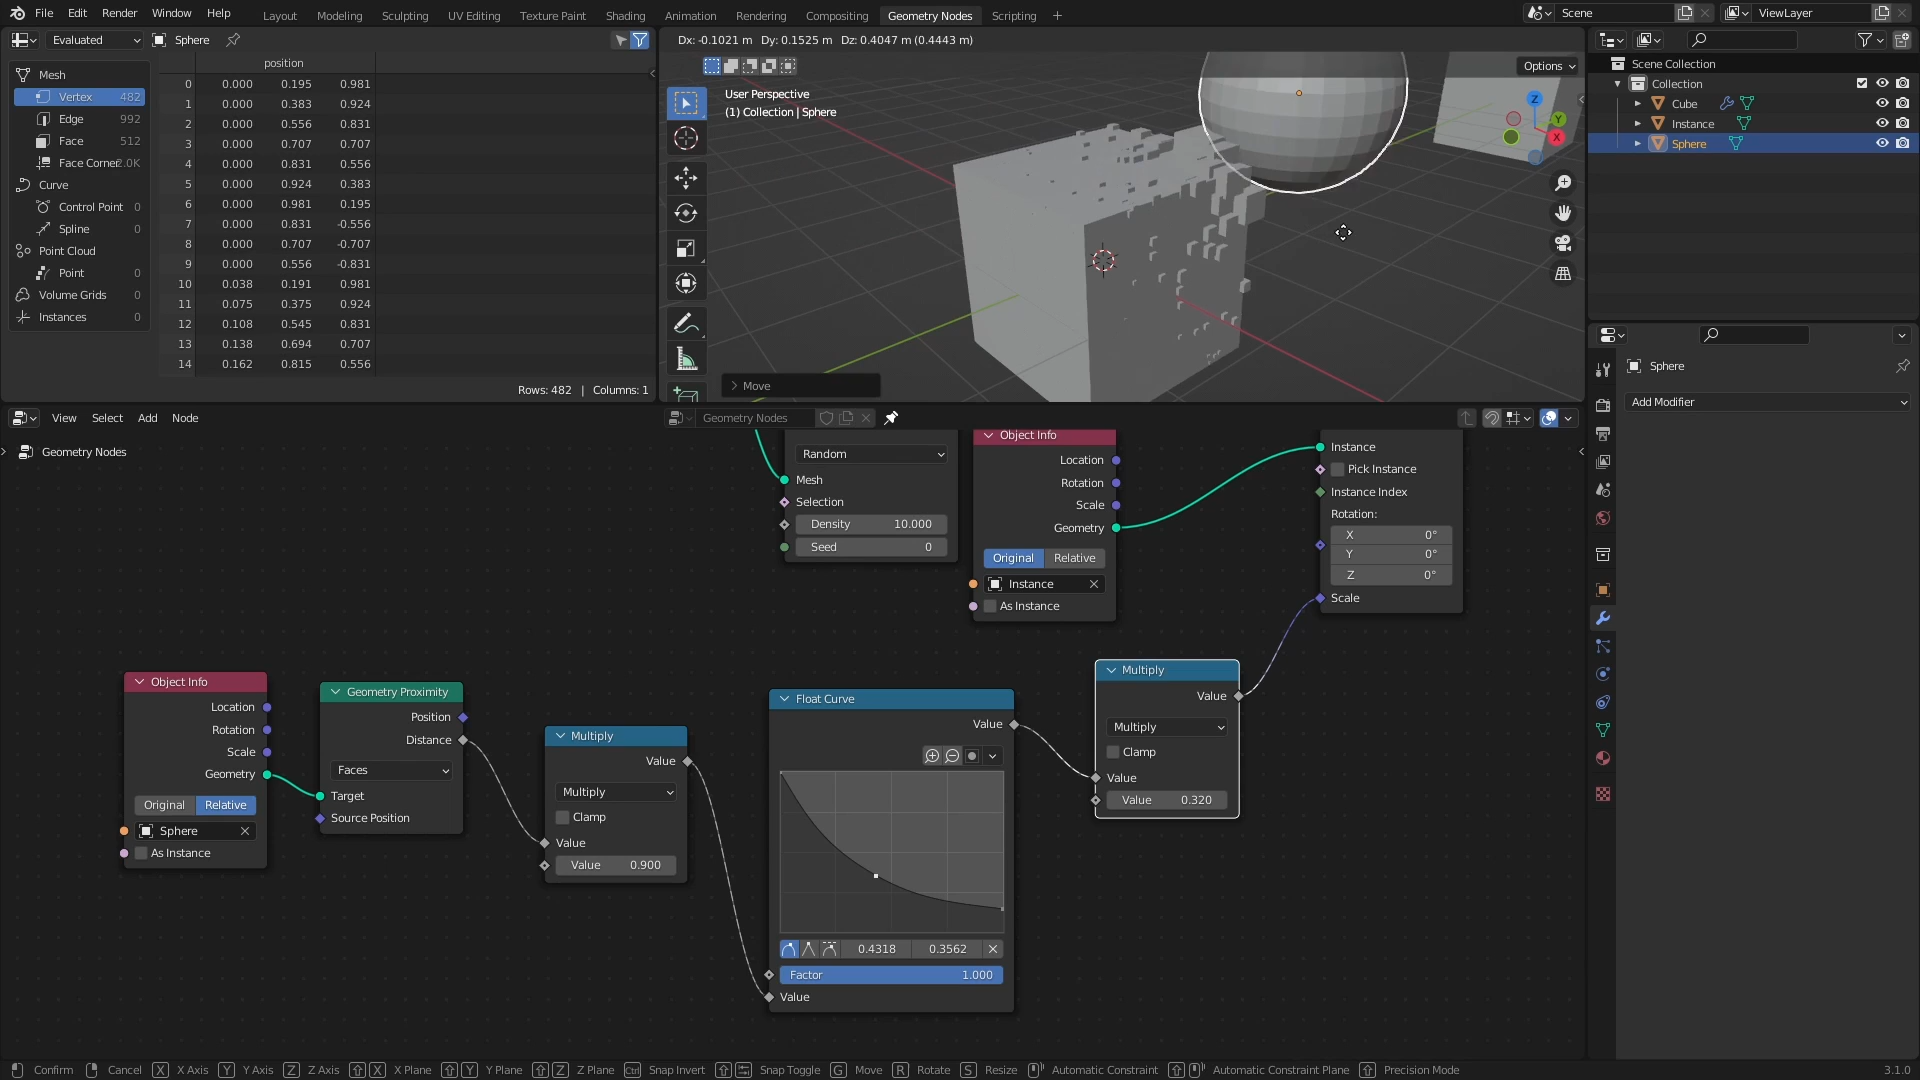 File Edit Render Window Help Layout Modeling Sculpting UV Editing Texture Paint Shading Animation Rendering Compositing Geometry Nodes Scripting + Scene ViewLayer
Evaluated Sphere
position
Mesh
Vertex 482
Edge 992
Face 512
Face Corner 2.0K
Curve
Control Point 0
Spline 0
Point Cloud
Point 0
Volume Grids 0
Instances 0
0 0.000 0.195 0.981
1 0.000 0.383 0.924
2 0.000 0.556 0.831
3 0.000 0.707 0.707
4 0.000 0.831 0.556
5 0.000 0.924 0.383
6 0.000 0.981 0.195
7 0.000 0.831 -0.556
8 0.000 0.707 -0.707
9 0.000 0.556 -0.831
10 0.038 0.191 0.981
11 0.075 0.375 0.924
12 0.108 0.545 0.831
13 0.138 0.694 0.707
14 0.162 0.815 0.556
Rows: 482 | Columns: 1
Dx: -0.1021 m Dy: 0.1525 m Dz: 0.4047 m (0.4443 m)
Options
User Perspective
(1) Collection | Sphere
Z
Y
X
Move
Scene Collection
Collection
Cube
Instance
Sphere
Sphere
Add Modifier
View Select Add Node
Geometry Nodes
Geometry Nodes
Random
Mesh
Selection
Density 10.000
Seed 0
Object Info
Location
Rotation
Scale
Geometry
Original Relative
Instance
As Instance
Instance
Pick Instance
Instance Index
Rotation:
X 0°
Y 0°
Z 0°
Scale
Object Info
Location
Rotation
Scale
Geometry
Original Relative
Sphere
As Instance
Geometry Proximity
Position
Distance
Faces
Target
Source Position
Multiply
Value
Multiply
Clamp
Value
Value 0.900
Float Curve
Value
0.4318 0.3562
Factor 1.000
Value
Multiply
Value
Multiply
Clamp
Value
Value 0.320
Confirm Cancel X X Axis Y Y Axis Z Z Axis X X Plane Y Y Plane Z Z Plane Ctrl Snap Invert Snap Toggle G Move R Rotate S Resize Automatic Constraint Automatic Constraint Plane Precision Mode 3.1.0